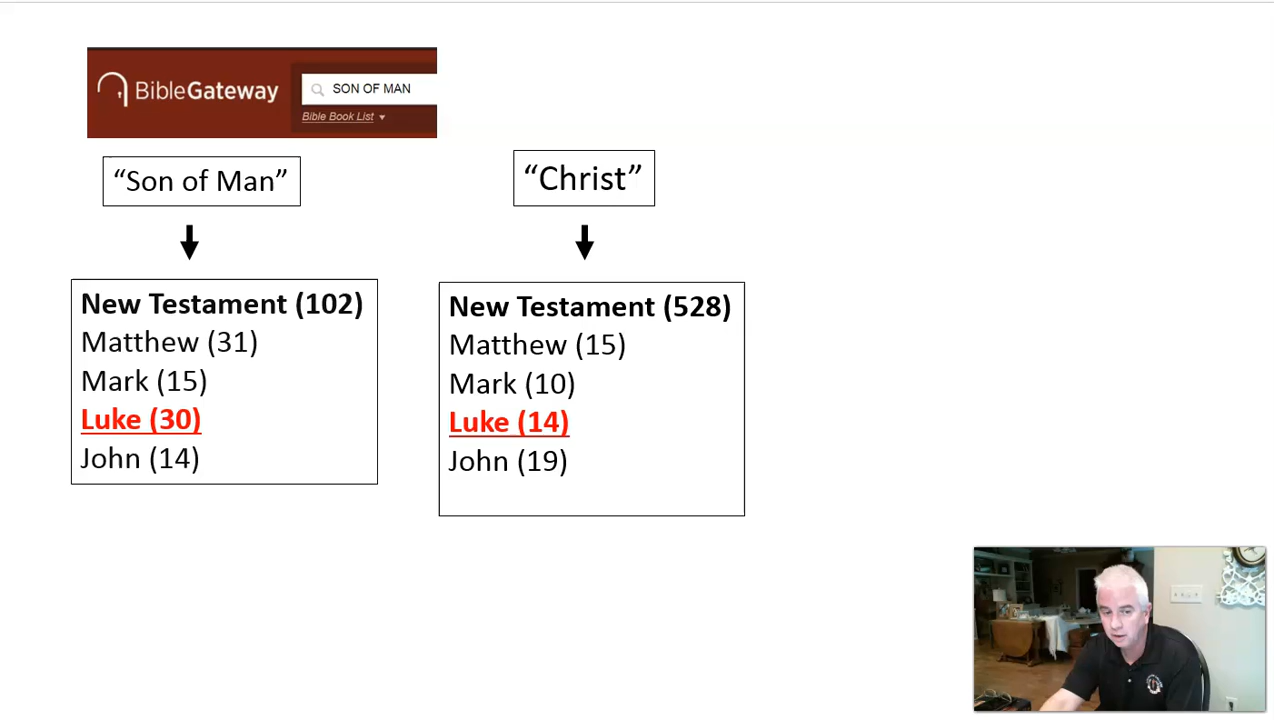 BibleGateway
SON OF MAN
Bible Book List
“Son of Man”
New Testament (102)
Matthew (31)
Mark (15)
Luke (30)
John (14)
“Christ”
New Testament (528)
Matthew (15)
Mark (10)
Luke (14)
John (19)